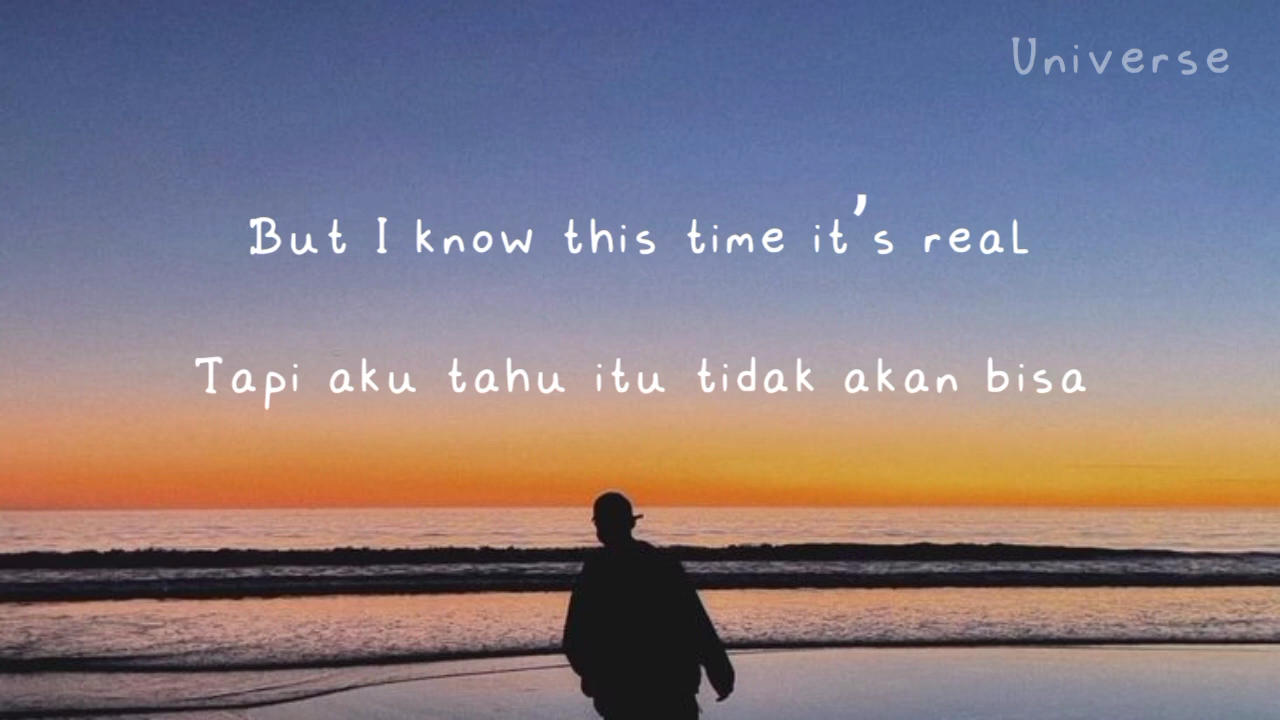 Universe
But I know this time it’s real
Tapi aku tahu itu tidak akan bisa